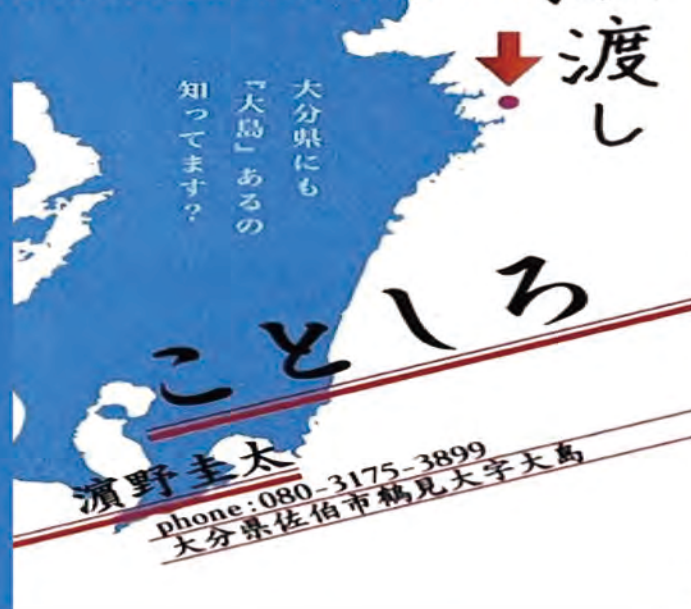 渡し
大分県にも
『大島』あるの
知ってます?
ことしろ
濵野圭太
phone:080-3175-3899
大分県佐伯市鶴見大字大島